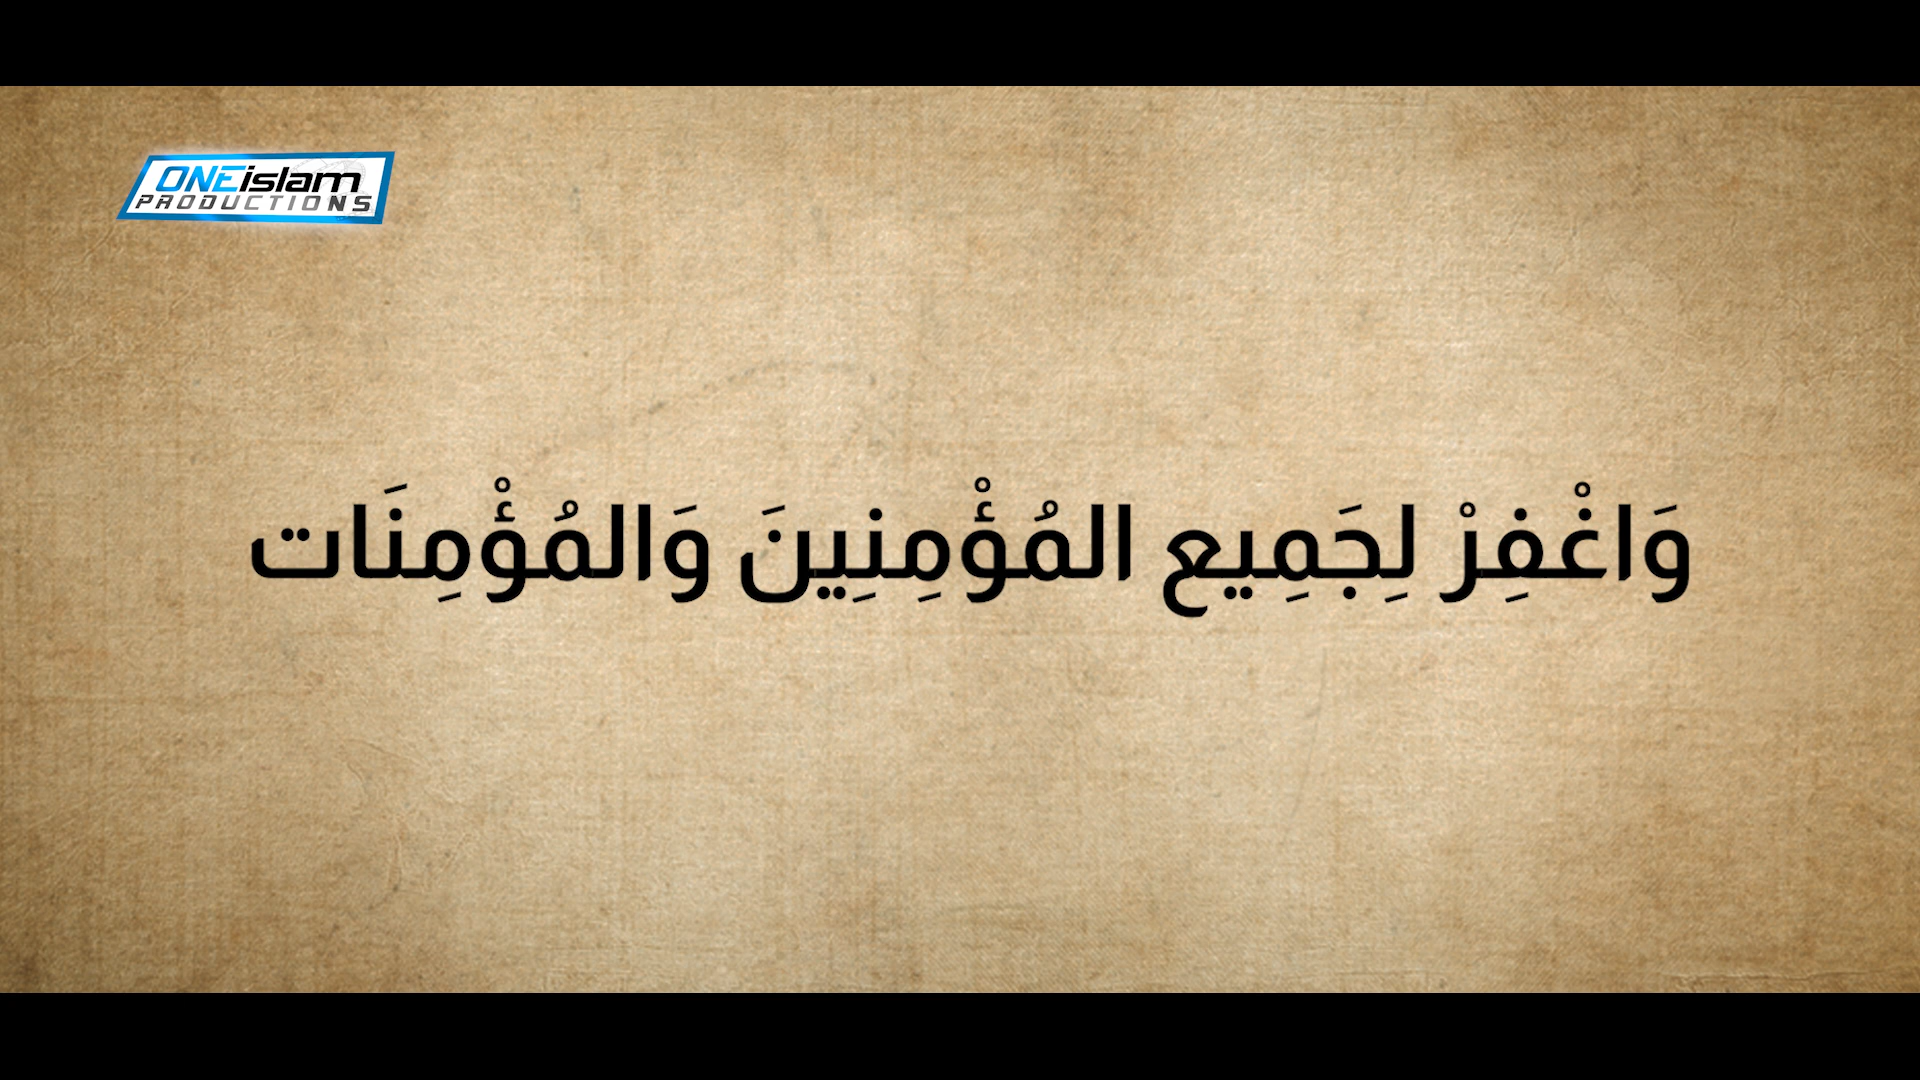 ONEislam
PRODUCTIONS
وَاغْفِرْ لِجَمِيع المُؤْمِنِينَ وَالمُؤْمِنَات